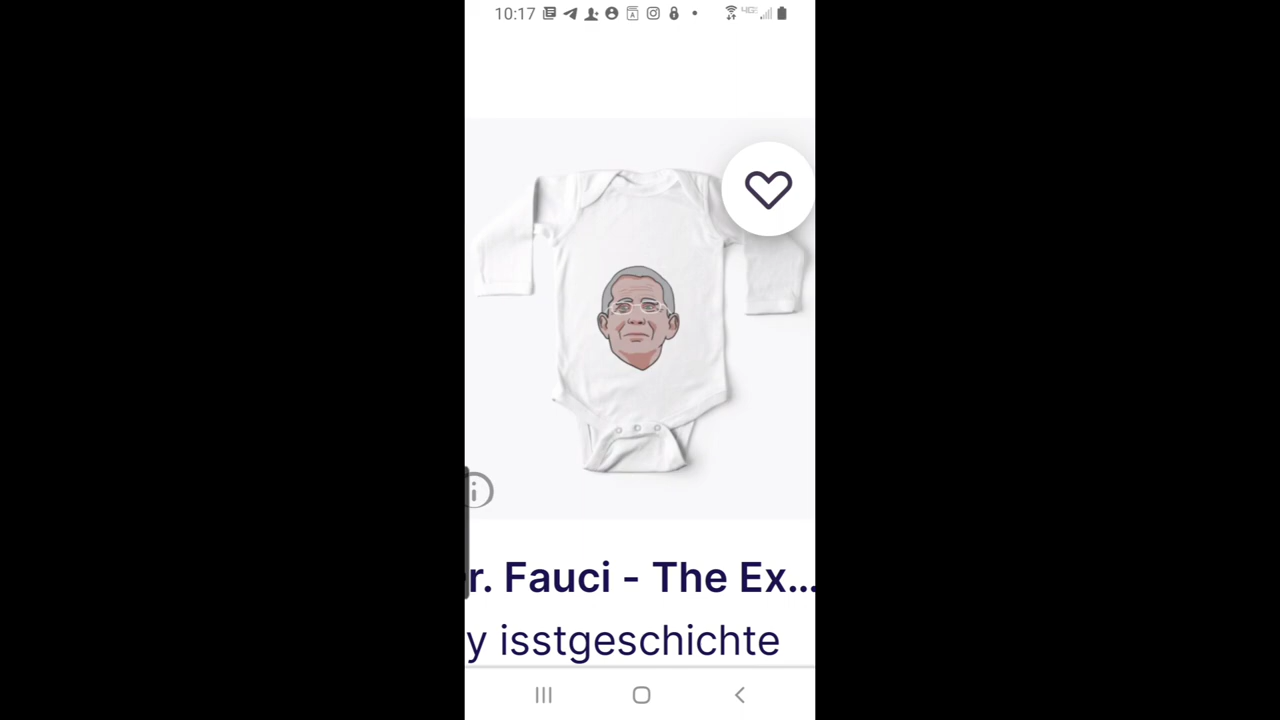 10:17
r. Fauci - The Ex...
y isstgeschichte